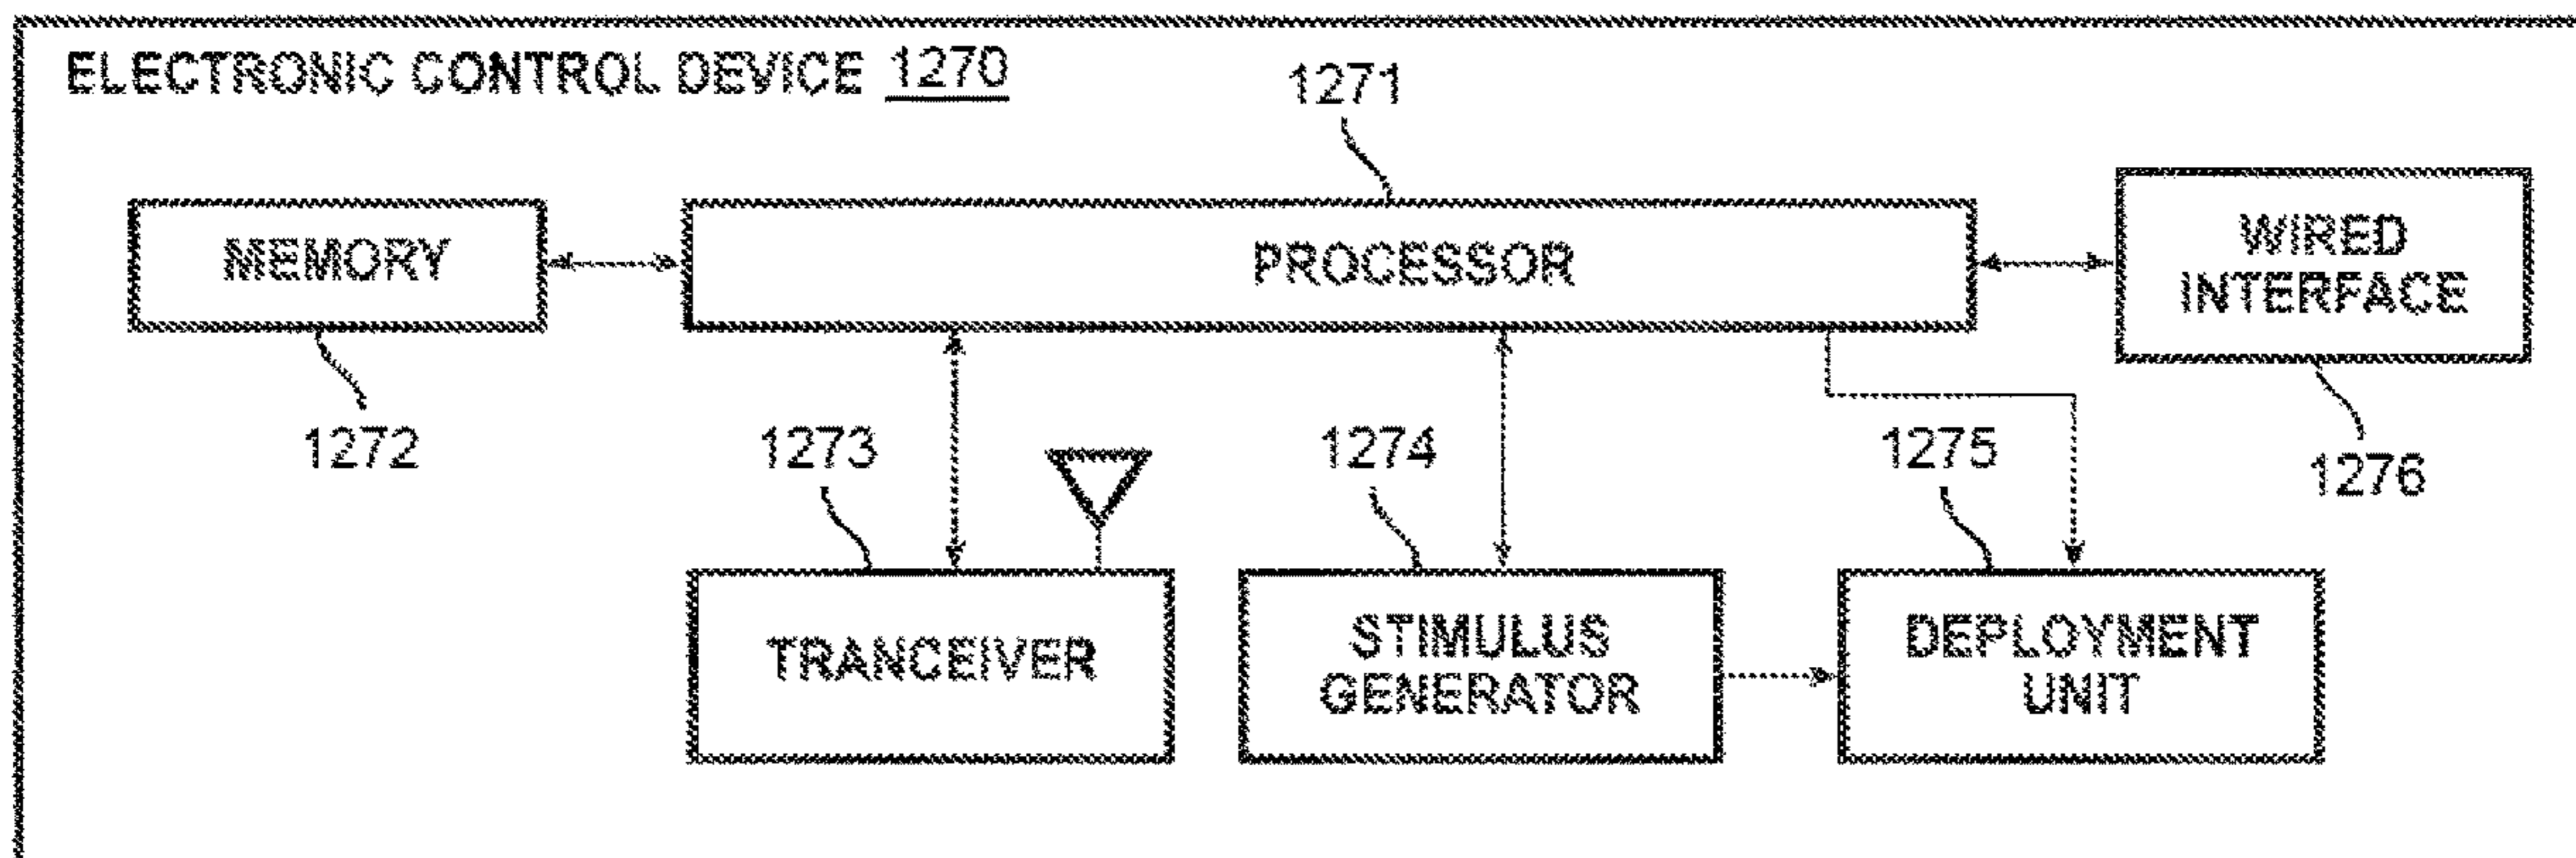 ELECTRONIC CONTROL DEVICE 1270
1271
MEMORY
PROCESSOR
WIRED
INTERFACE
1272
1273
1274
1275
1276
TRANCEIVER
STIMULUS
GENERATOR
DEPLOYMENT
UNIT